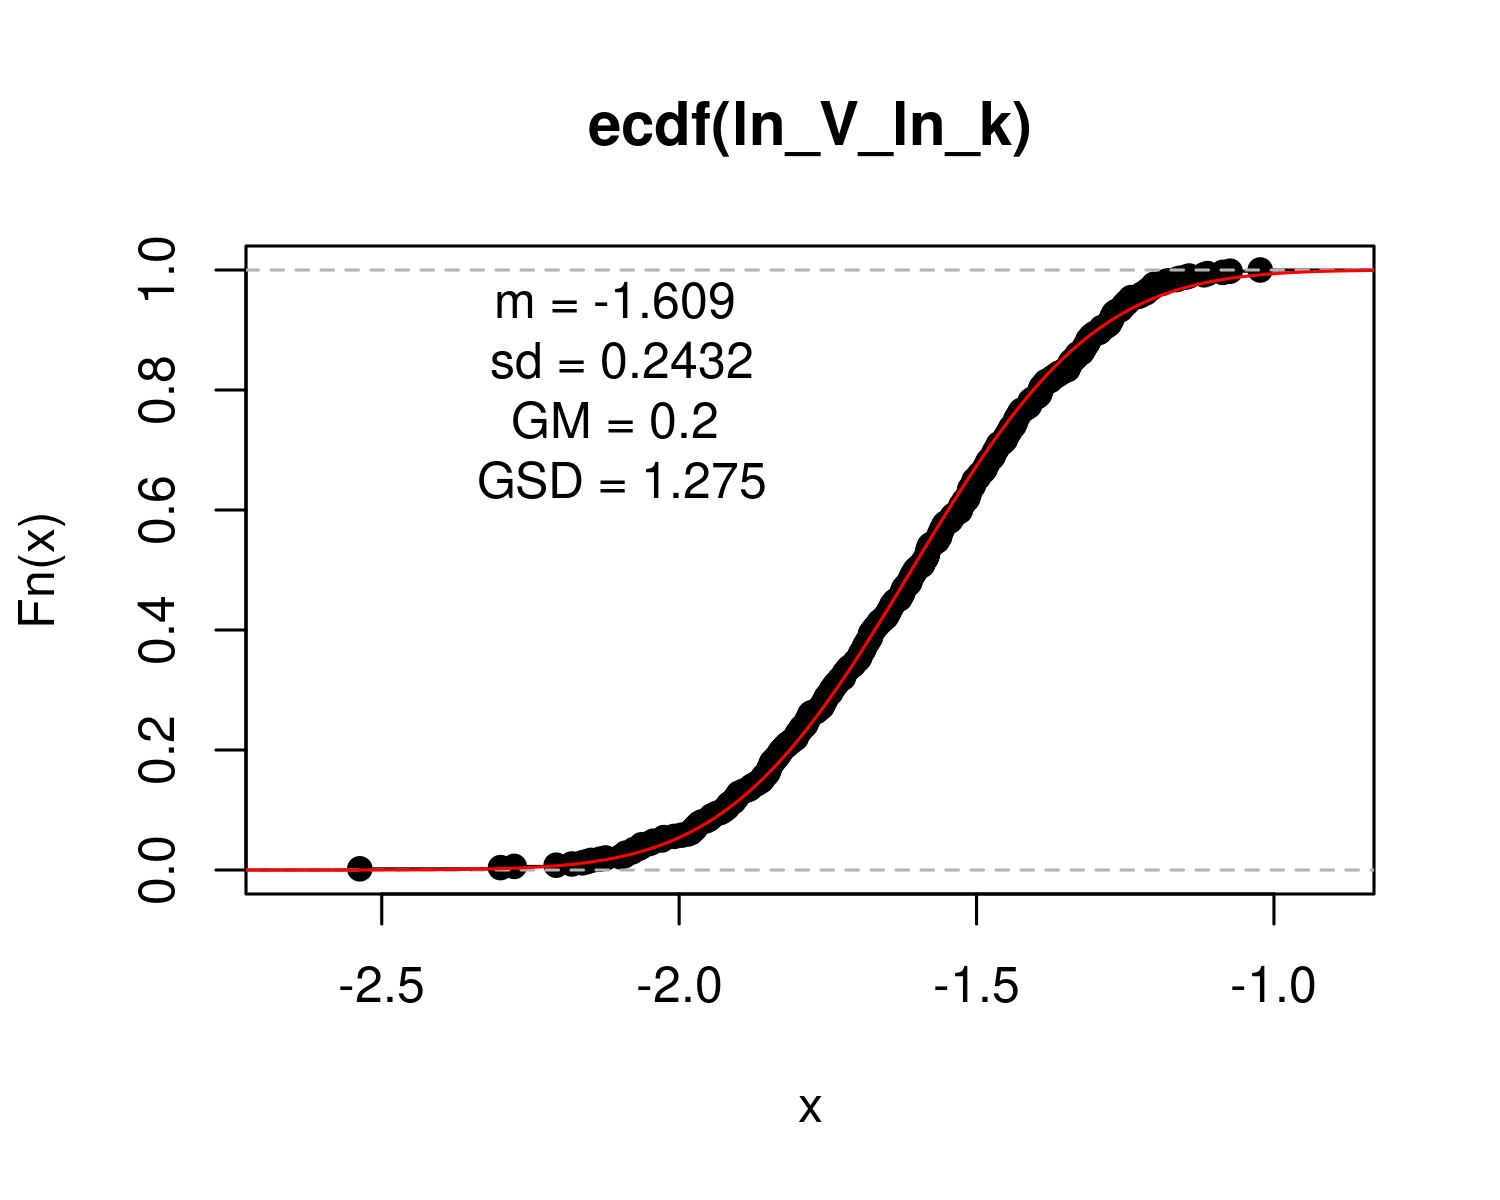 ecdf(ln_V_ln_k)
m = -1.609
sd = 0.2432
GM = 0.2
GSD = 1.275
Fn(x)
1.0
0.8
0.6
0.4
0.2
0.0
-2.5 -2.0 -1.5 -1.0
x